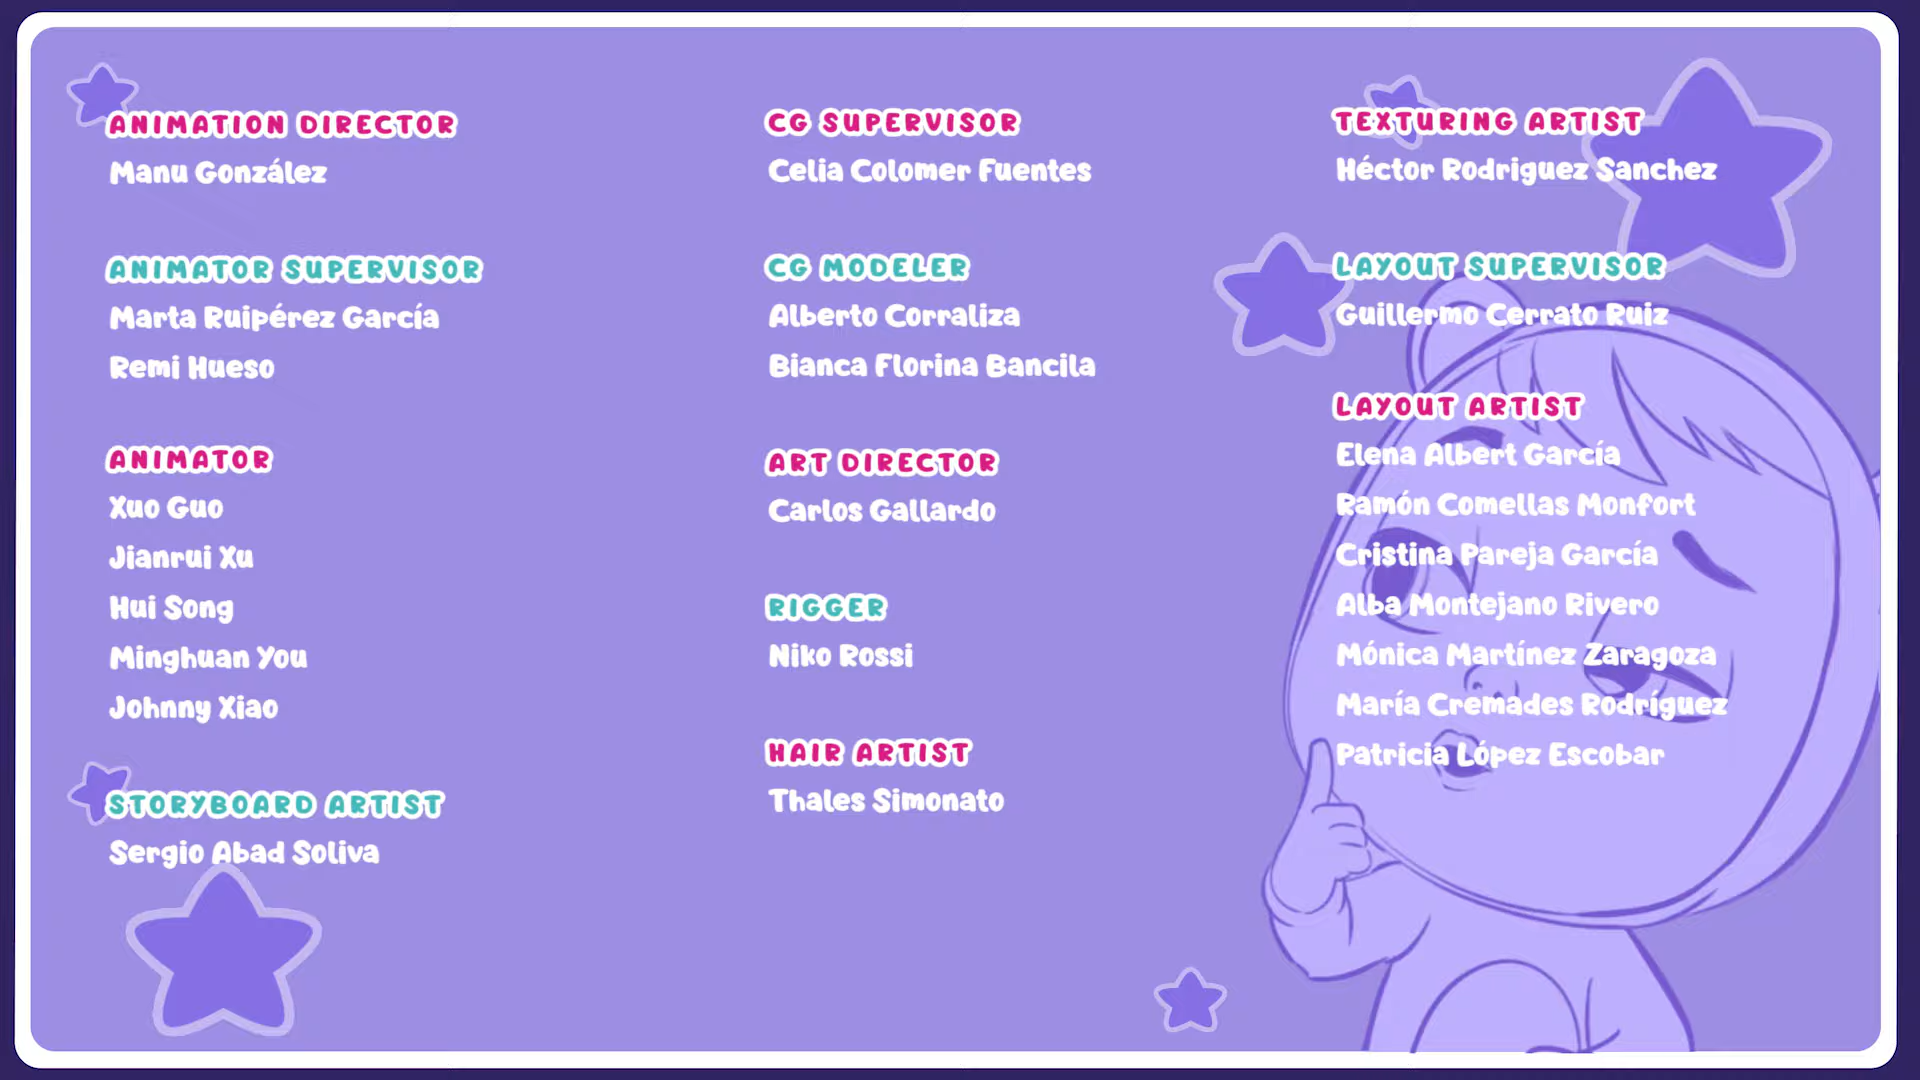 ANIMATION DIRECTOR
Manu González
ANIMATOR SUPERVISOR
Marta Ruipérez García
Remi Hueso
ANIMATOR
Xuo Guo
Jianrui Xu
Hui Song
Minghuan You
Johnny Xiao
STORYBOARD ARTIST
Sergio Abad Soliva
CG SUPERVISOR
Celia Colomer Fuentes
CG MODELER
Alberto Corraliza
Bianca Florina Bancila
ART DIRECTOR
Carlos Gallardo
RIGGER
Niko Rossi
HAIR ARTIST
Thales Simonato
TEXTURING ARTIST
Héctor Rodriguez Sanchez
LAYOUT SUPERVISOR
Guillermo Cerrato Ruiz
LAYOUT ARTIST
Elena Albert García
Ramón Comellas Monfort
Cristina Pareja García
Alba Montejano Rivero
Mónica Martínez Zaragoza
María Cremades Rodríguez
Patricia López Escobar